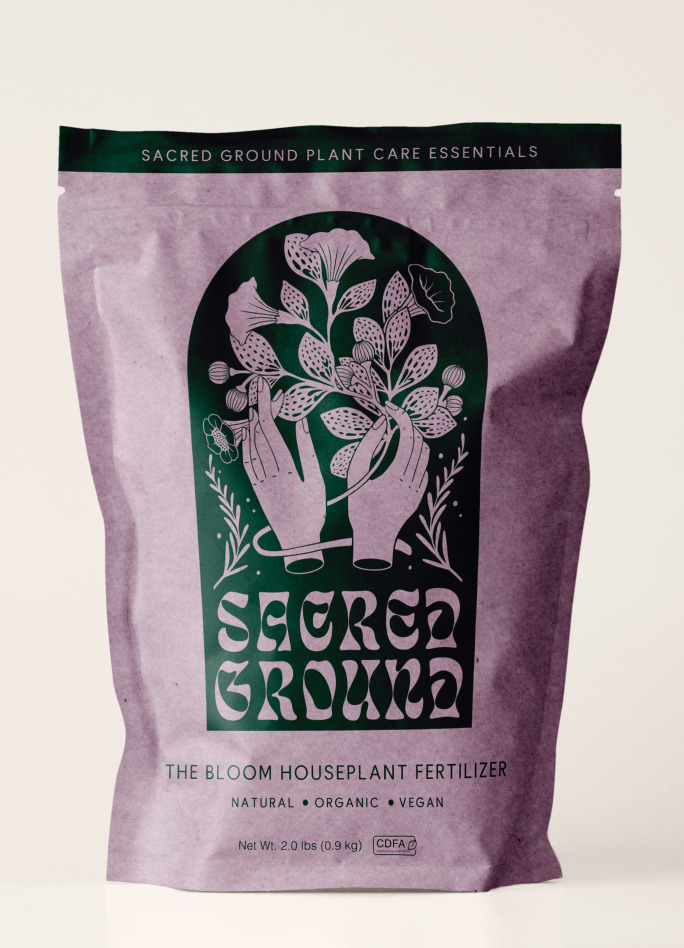 SACRED GROUND PLANT CARE ESSENTIALS
SACRED
GROUND
THE BLOOM HOUSEPLANT FERTILIZER
NATURAL • ORGANIC • VEGAN
Net Wt. 2.0 lbs (0.9 kg) CDFA